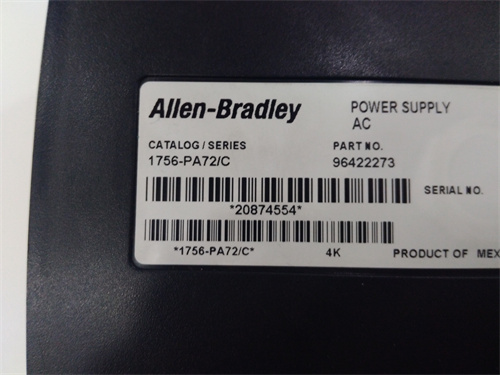 Allen-Bradley
POWER SUPPLY
AC
CATALOG / SERIES
1756-PA72/C
PART NO.
96422273
SERIAL NO.
*20874554*
*1756-PA72/C*
4K
PRODUCT OF MEX